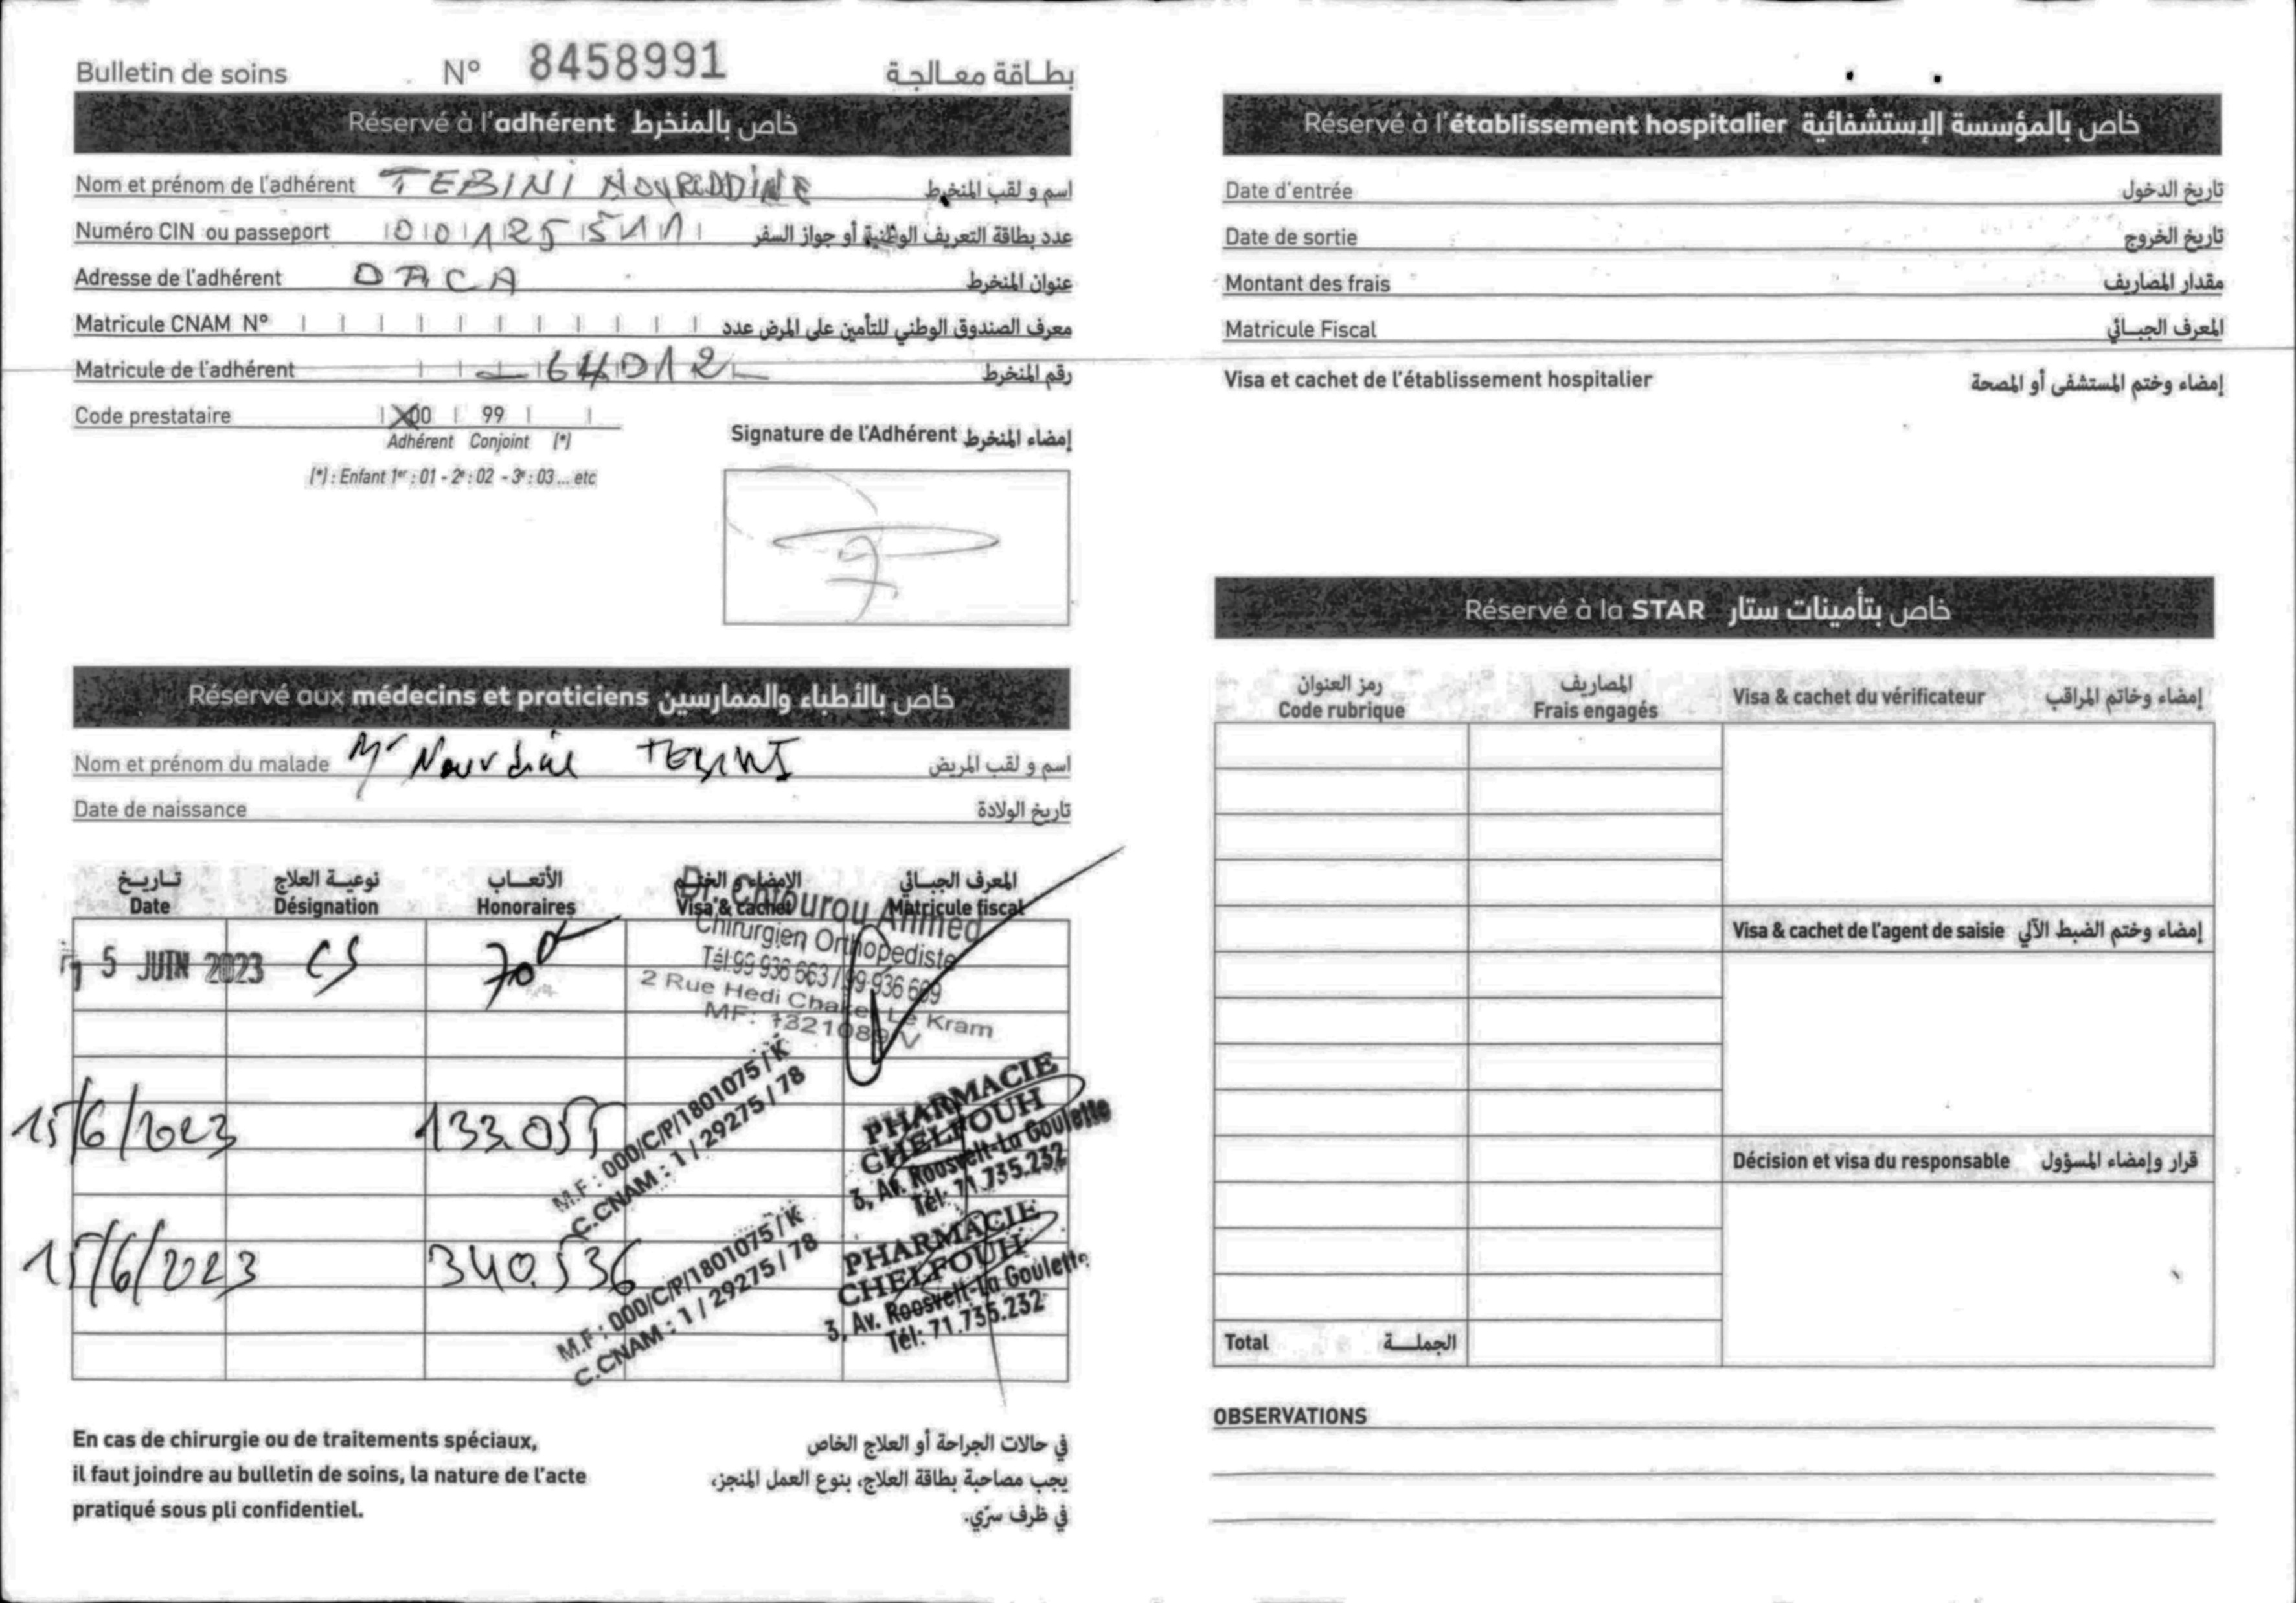 Bulletin de soins N° 8458991 بطاقة معالجة
Réservé à l'adhérent خاص بالمنخرط
Nom et prénom de l'adhérent TEBINI NOUREDDINE اسم و لقب المنخرط
Numéro CIN ou passeport 00125511 عدد بطاقة التعريف الوطنية أو جواز السفر
Adresse de l'adhérent DACA عنوان المنخرط
Matricule CNAM N° معرف الصندوق الوطني للتأمين على المرض عدد
Matricule de l'adhérent 64012 رقم المنخرط
Code prestataire 00 99
Adhérent Conjoint (*)
(*) : Enfant 1er : 01 - 2e : 02 - 3e : 03 ... etc
Signature de l'Adhérent إمضاء المنخرط
Réservé aux médecins et praticiens خاص بالأطباء والممارسين
Nom et prénom du malade Mr Nourdine TEBINI اسم و لقب المريض
Date de naissance تاريخ الولادة
تاريخ نوعية العلاج الأتعاب الإمضاء و الختم المعرف الجبائي
Date Désignation Honoraires Visa & cachet Matricule fiscal
15 JUIN 2023 CS 70d
Dr. Chtourou Ahmed
Chirurgien Orthopédiste
Tél:99 936 663 / 99 936 669
2 Rue Hedi Chaker Le Kram
MF: 1321089 V
15/6/2023 133.055
M.F : 000/C/P/1801075 / K
C.CNAM : 1 / 29275 / 78
PHARMACIE
CHELFOUH
3, Av. Roosvelt-La Goulette
Tél: 71.735.232
15/6/2023 340.536
M.F : 000/C/P/1801075 / K
C.CNAM : 1 / 29275 / 78
PHARMACIE
CHELFOUH
3, Av. Roosvelt-La Goulette
Tél: 71.735.232
En cas de chirurgie ou de traitements spéciaux,
il faut joindre au bulletin de soins, la nature de l'acte
pratiqué sous pli confidentiel.
في حالات الجراحة أو العلاج الخاص
يجب مصاحبة بطاقة العلاج، بنوع العمل المنجز،
في ظرف سرّي.
Réservé à l'établissement hospitalier خاص بالمؤسسة الإستشفائية
Date d'entrée تاريخ الدخول
Date de sortie تاريخ الخروج
Montant des frais مقدار المصاريف
Matricule Fiscal المعرف الجبائي
Visa et cachet de l'établissement hospitalier إمضاء وختم المستشفى أو المصحة
Réservé à la STAR خاص بتأمينات ستار
رمز العنوان المصاريف
Code rubrique Frais engagés
Visa & cachet du vérificateur إمضاء وخاتم المراقب
Visa & cachet de l'agent de saisie إمضاء وختم الضبط الآلي
Décision et visa du responsable قرار وإمضاء المسؤول
Total الجملة
OBSERVATIONS